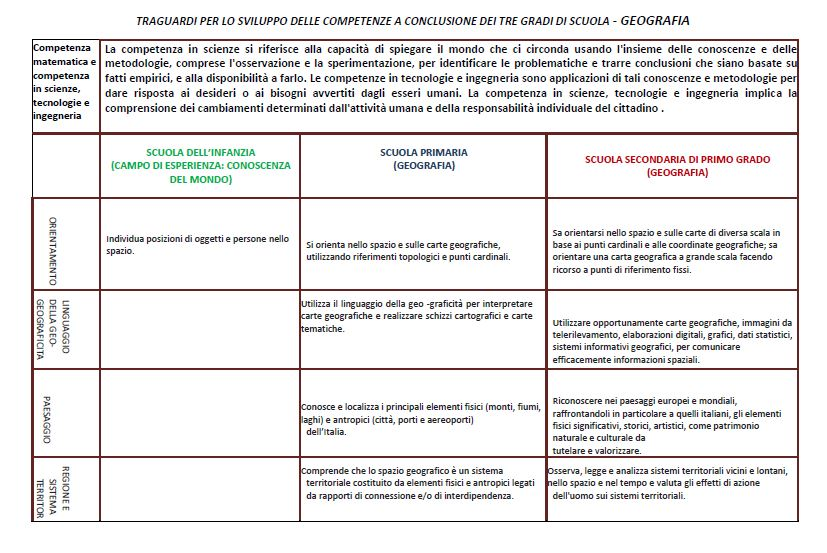 TRAGUARDI PER LO SVILUPPO DELLE COMPETENZE A CONCLUSIONE DEI TRE GRADI DI SCUOLA - GEOGRAFIA
Competenza
matematica e
competenza
in scienze,
tecnologie e
ingegneria
La competenza in scienze si riferisce alla capacità di spiegare il mondo che ci circonda usando l'insieme delle conoscenze e delle
metodologie, comprese l'osservazione e la sperimentazione, per identificare le problematiche e trarre conclusioni che siano basate su
fatti empirici, e alla disponibilità a farlo. Le competenze in tecnologie e ingegneria sono applicazioni di tali conoscenze e metodologie per
dare risposta ai desideri o ai bisogni avvertiti dagli esseri umani. La competenza in scienze, tecnologie e ingegneria implica la
comprensione dei cambiamenti determinati dall'attività umana e della responsabilità individuale del cittadino .
SCUOLA DELL'INFANZIA
(CAMPO DI ESPERIENZA: CONOSCENZA
DEL MONDO)
SCUOLA PRIMARIA
(GEOGRAFIA)
SCUOLA SECONDARIA DI PRIMO GRADO
(GEOGRAFIA)
ORIENTAMENTO
Individua posizioni di oggetti e persone nello
spazio.
Si orienta nello spazio e sulle carte geografiche,
utilizzando riferimenti topologici e punti cardinali.
Sa orientarsi nello spazio e sulle carte di diversa scala in
base ai punti cardinali e alle coordinate geografiche; sa
orientare una carta geografica a grande scala facendo
ricorso a punti di riferimento fissi.
LINGUAGGIO
DELLA GEO-
GEOGRAFICITA
Utilizza il linguaggio della geo -graficità per interpretare
carte geografiche e realizzare schizzi cartografici e carte
tematiche.
Utilizzare opportunamente carte geografiche, immagini da
telerilevamento, elaborazioni digitali, grafici, dati statistici,
sistemi informativi geografici, per comunicare
efficacemente informazioni spaziali.
PAESAGGIO
Conosce e localizza i principali elementi fisici (monti, fiumi,
laghi) e antropici (città, porti e aereoporti)
dell'Italia.
Riconoscere nei paesaggi europei e mondiali,
raffrontandoli in particolare a quelli italiani, gli elementi
fisici significativi, storici, artistici, come patrimonio
naturale e culturale da
tutelare e valorizzare.
REGIONE E
SISTEMA
TERRITOR
Comprende che lo spazio geografico è un sistema
territoriale costituito da elementi fisici e antropici legati
da rapporti di connessione e/o di interdipendenza.
Osserva, legge e analizza sistemi territoriali vicini e lontani,
nello spazio e nel tempo e valuta gli effetti di azione
dell'uomo sui sistemi territoriali.